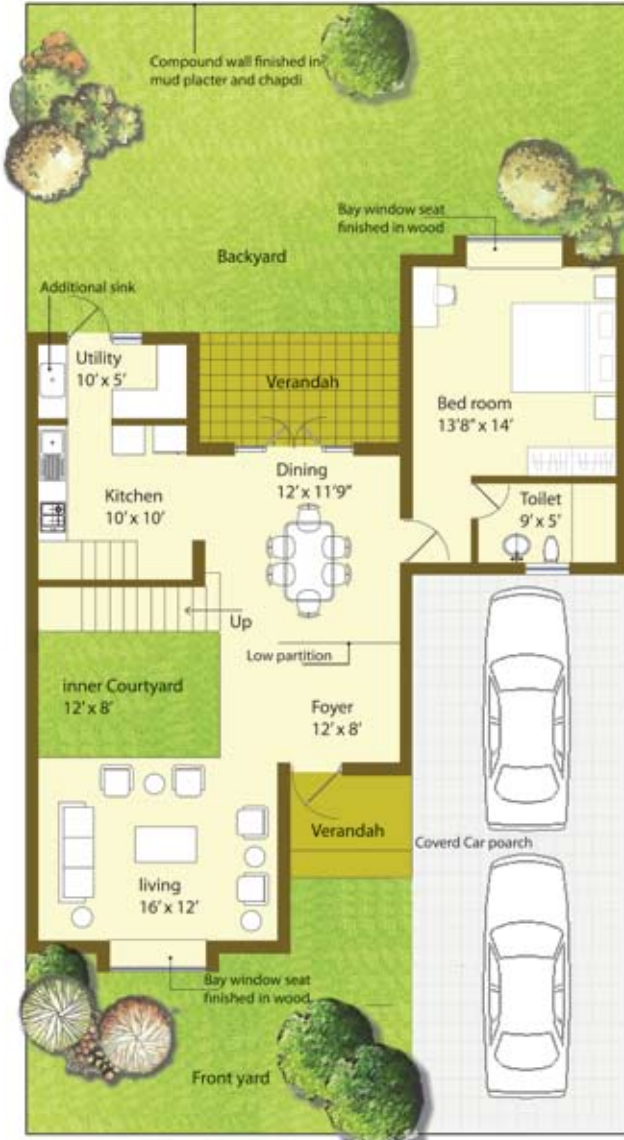 Compound wall finished in
mud placter and chapdi
Bay window seat
finished in wood
Backyard
Additional sink
Utility
10' x 5'
Verandah
Bed room
13'8" x 14'
Dining
12' x 11'9"
Kitchen
10' x 10'
Toilet
9' x 5'
Up
Low partition
inner Courtyard
12' x 8'
Foyer
12' x 8'
Verandah
Coverd Car poarch
living
16' x 12'
Bay window seat
finished in wood
Front yard